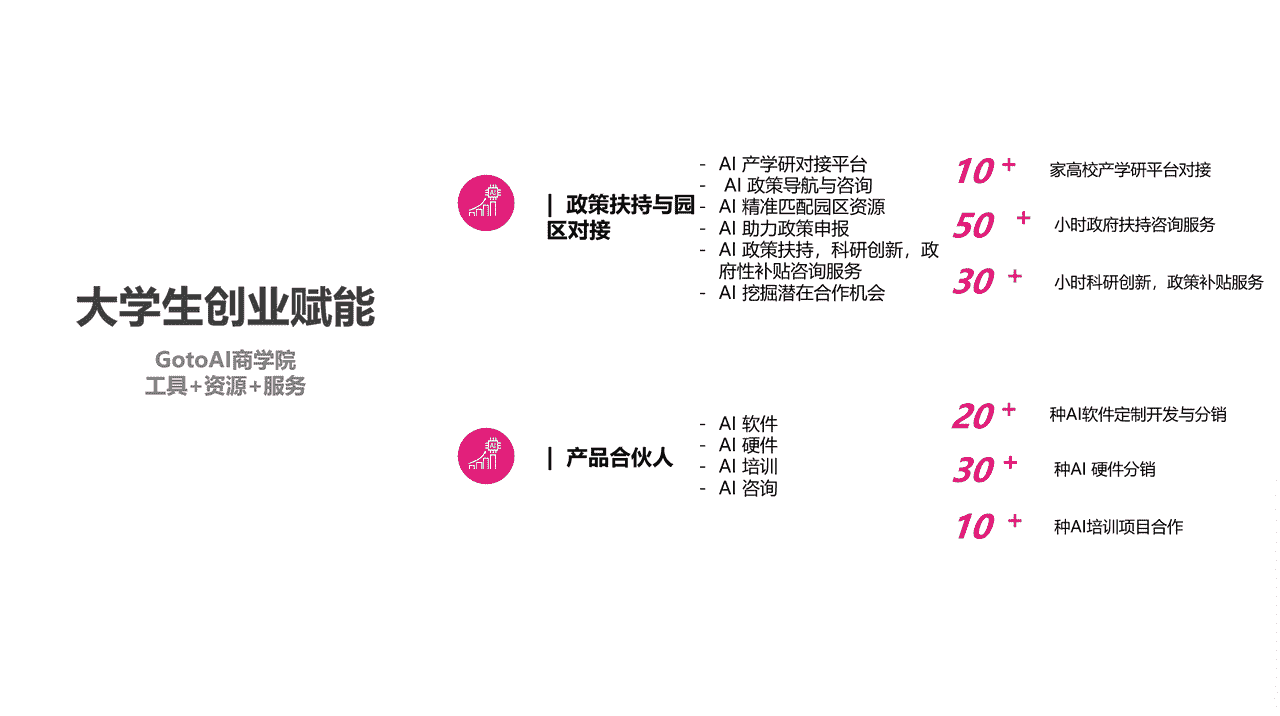 大学生创业赋能
GotoAI商学院
工具+资源+服务
| 政策扶持与园
区对接
- AI 产学研对接平台
- AI 政策导航与咨询
- AI 精准匹配园区资源
- AI 助力政策申报
- AI 政策扶持，科研创新，政
府性补贴咨询服务
- AI 挖掘潜在合作机会
10 + 家高校产学研平台对接
50 + 小时政府扶持咨询服务
30 + 小时科研创新，政策补贴服务
| 产品合伙人
- AI 软件
- AI 硬件
- AI 培训
- AI 咨询
20 + 种AI软件定制开发与分销
30 + 种AI 硬件分销
10 + 种AI培训项目合作